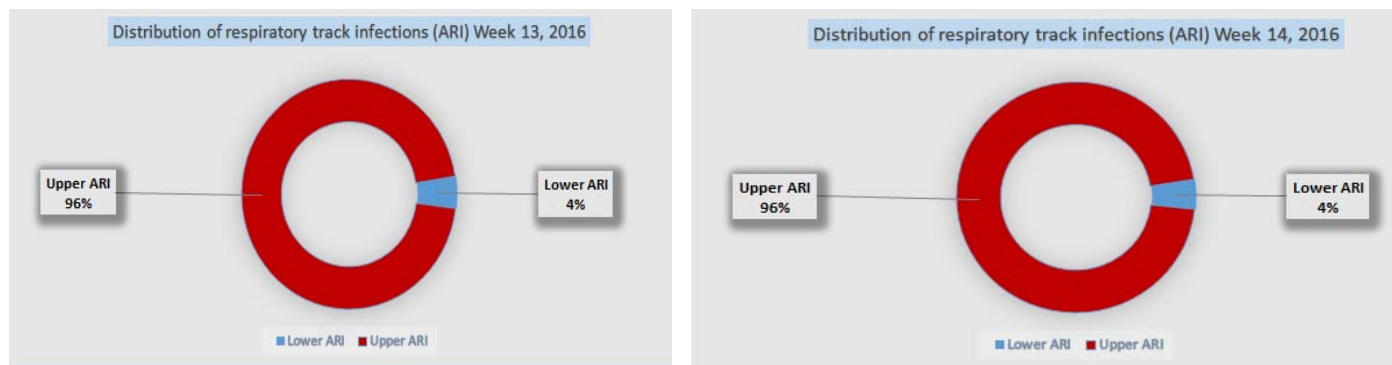 Distribution of respiratory track infections (ARI) Week 13, 2016
Upper ARI
96%
Lower ARI
4%
Lower ARI
Upper ARI
Distribution of respiratory track infections (ARI) Week 14, 2016
Upper ARI
96%
Lower ARI
4%
Lower ARI
Upper ARI